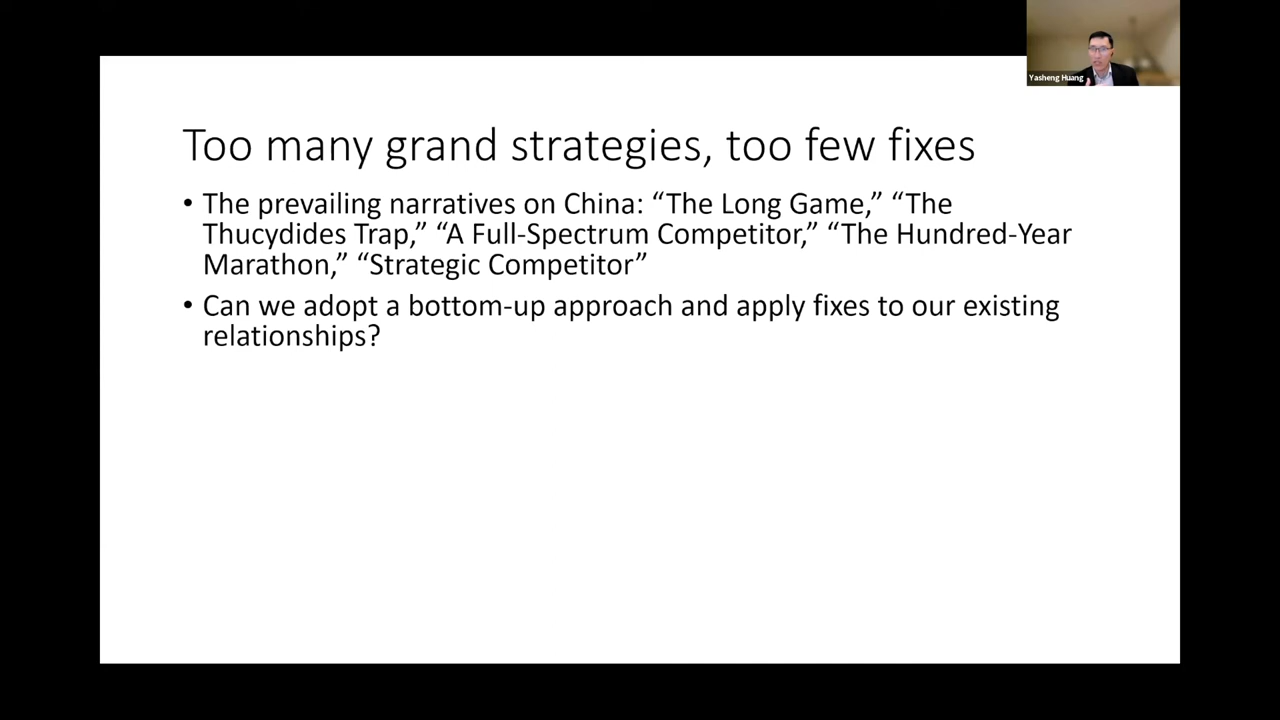 Yasheng Huang
Too many grand strategies, too few fixes
• The prevailing narratives on China: “The Long Game,” “The
Thucydides Trap,” “A Full-Spectrum Competitor,” “The Hundred-Year
Marathon,” “Strategic Competitor”
• Can we adopt a bottom-up approach and apply fixes to our existing
relationships?